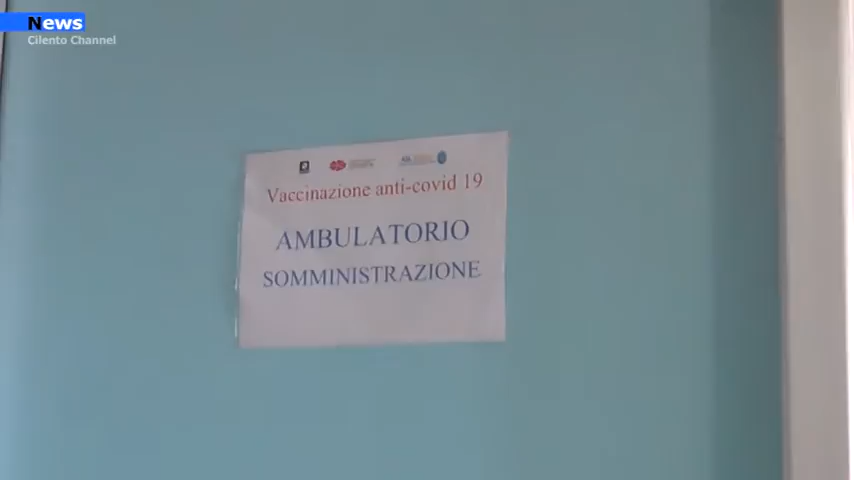 News
Cilento Channel
Vaccinazione anti-covid 19
AMBULATORIO
SOMMINISTRAZIONE